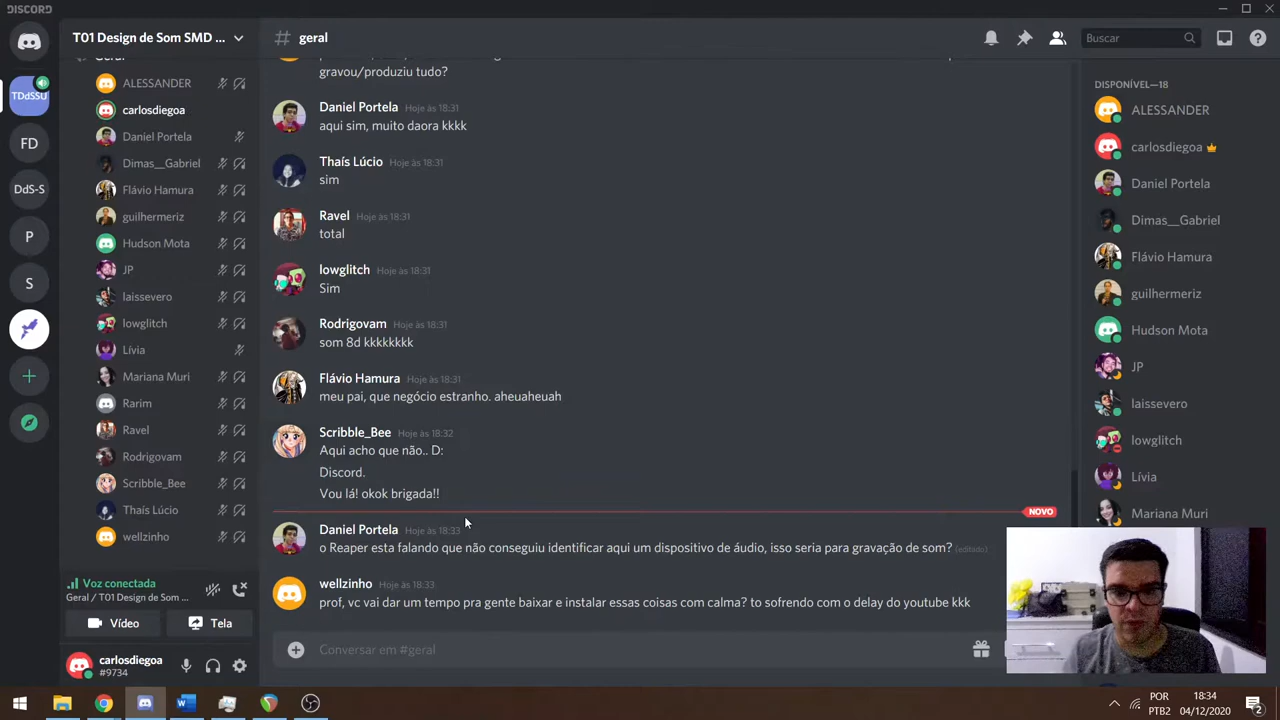 DISCORD
T01 Design de Som SMD ...
# geral
Buscar
TDdSSU
FD
DdS-S
P
S
Geral
ALESSANDER
carlosdiegoa
Daniel Portela
Dimas__Gabriel
Flávio Hamura
guilhermeriz
Hudson Mota
JP
laissevero
lowglitch
Lívia
Mariana Muri
Rarim
Ravel
Rodrigovam
Scribble_Bee
Thaís Lúcio
wellzinho
Voz conectada
Geral / T01 Design de Som ...
Vídeo
Tela
carlosdiegoa
#9734
gravou/produziu tudo?
Daniel Portela Hoje às 18:31
aqui sim, muito daora kkkk
Thaís Lúcio Hoje às 18:31
sim
Ravel Hoje às 18:31
total
lowglitch Hoje às 18:31
Sim
Rodrigovam Hoje às 18:31
som 8d kkkkkkkk
Flávio Hamura Hoje às 18:31
meu pai, que negócio estranho. aheuaheuah
Scribble_Bee Hoje às 18:32
Aqui acho que não.. D:
Discord.
Vou lá! okok brigada!!
NOVO
Daniel Portela Hoje às 18:33
o Reaper esta falando que não conseguiu identificar aqui um dispositivo de áudio, isso seria para gravação de som? (editado)
wellzinho Hoje às 18:33
prof, vc vai dar um tempo pra gente baixar e instalar essas coisas com calma? to sofrendo com o delay do youtube kkk
Conversar em #geral
DISPONÍVEL—18
ALESSANDER
carlosdiegoa
Daniel Portela
Dimas__Gabriel
Flávio Hamura
guilhermeriz
Hudson Mota
JP
laissevero
lowglitch
Lívia
Mariana Muri
POR
PTB2
18:34
04/12/2020
2